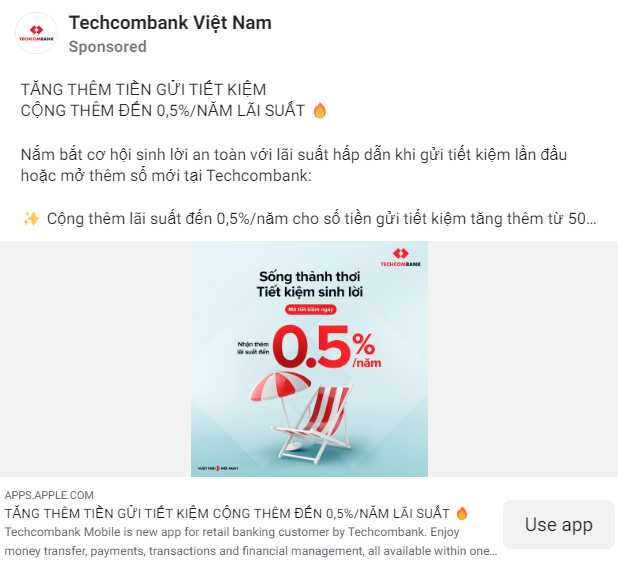 Techcombank Việt Nam
Sponsored
TECHCOMBANK
TĂNG THÊM TIỀN GỬI TIẾT KIỆM
CỘNG THÊM ĐẾN 0,5%/NĂM LÃI SUẤT 🔥
Nắm bắt cơ hội sinh lời an toàn với lãi suất hấp dẫn khi gửi tiết kiệm lần đầu
hoặc mở thêm sổ mới tại Techcombank:
✨ Cộng thêm lãi suất đến 0,5%/năm cho số tiền gửi tiết kiệm tăng thêm từ 50...
TECHCOMBANK
Sống thành thơi
Tiết kiệm sinh lời
Mở tiết kiệm ngay
Nhận thêm
lãi suất đến
0.5%
/năm
VƯỢT TRỘI MỖI NGÀY
APPS.APPLE.COM
TĂNG THÊM TIỀN GỬI TIẾT KIỆM CỘNG THÊM ĐẾN 0,5%/NĂM LÃI SUẤT 🔥
Techcombank Mobile is new app for retail banking customer by Techcombank. Enjoy
money transfer, payments, transactions and financial management, all available within one...
Use app